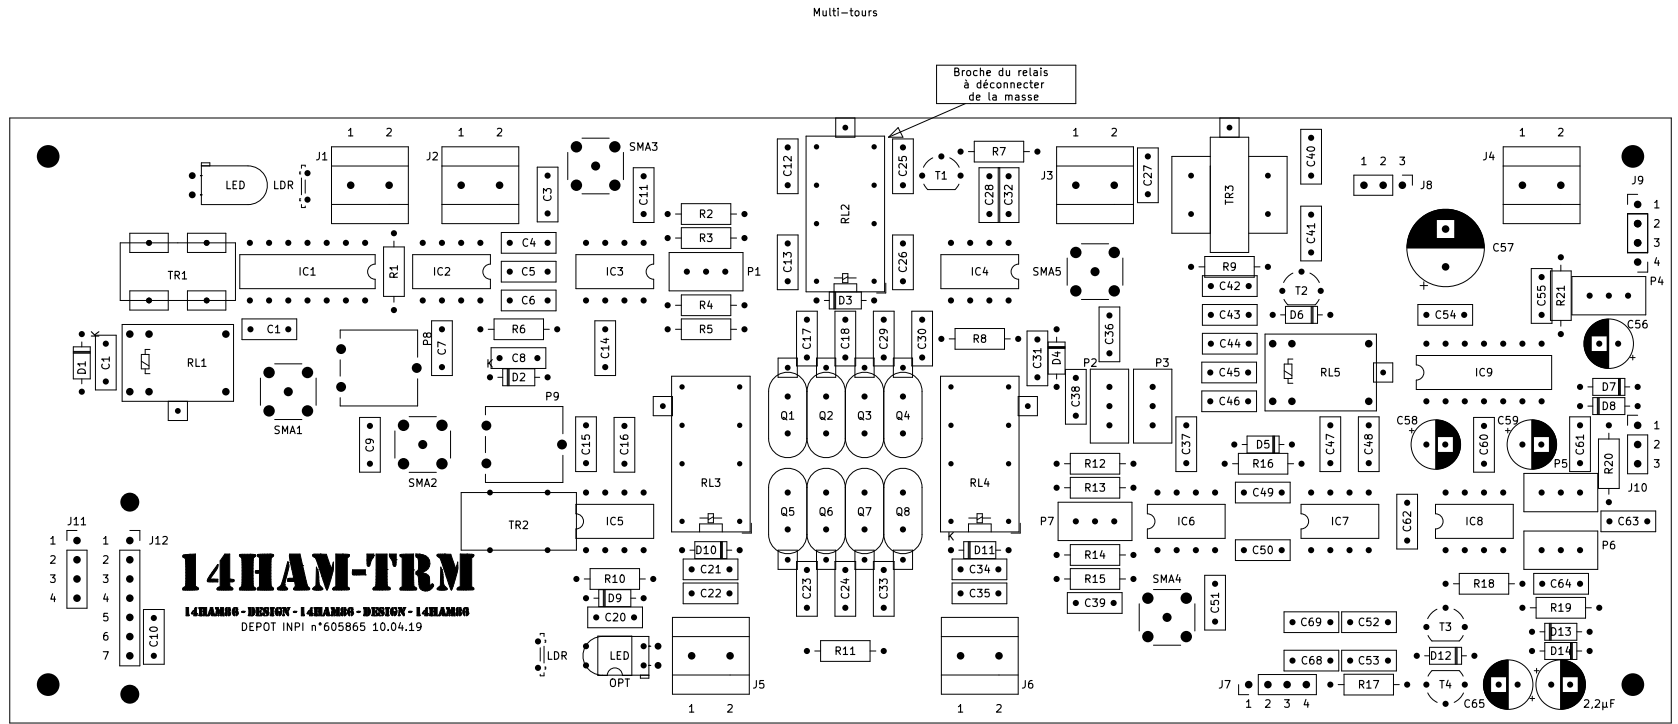 Multi-tours
Broche du relais
à déconnecter
de la masse
1 2
1 2
1 2
1 2
J1
J2
SMA3
LED
LDR
C3
C11
C12
RL2
C25
T1
R7
C28
C32
J3
C27
TR3
C40
1 2 3
J8
J4
J9
1
2
3
4
R2
R3
C4
C5
C6
TR1
IC1
R1
IC2
IC3
P1
C13
C26
IC4
SMA5
R9
C41
C42
T2
C57
C55
R21
P4
R4
R5
D3
D6
C43
C54
C56
C1
R6
P8
C7
C14
C17
C18
C29
C30
R8
C31
D4
C36
C44
K
D1
C1
RL1
K
C8
D2
P2
P3
C45
RL5
IC9
D7
D8
SMA1
P9
Q1
Q2
Q3
Q4
C38
C46
C58
C59
1
2
3
C9
SMA2
C15
C16
C37
D5
C47
C48
C60
C61
R20
J10
RL3
RL4
R12
R16
P5
R13
C49
TR2
IC5
Q5
Q6
Q7
Q8
P7
IC6
IC7
C62
IC8
C63
J11
J12
1
2
3
4
1
2
3
4
5
6
7
C10
K
D10
D11
R14
C50
P6
14HAM-TRM
C21
C34
R10
R15
SMA4
R18
C64
C22
C35
C23
C24
C33
D9
C39
C51
R19
14HAM86 - DESIGN - 14HAM86 - DESIGN - 14HAM86
DEPOT INPI n°605865 10.04.19
C20
C69
C52
T3
D13
D14
LDR
LED
OPT
R11
C68
C53
D12
J5
J6
J7
R17
T4
C65
2,2µF
1 2
1 2
1 2 3 4